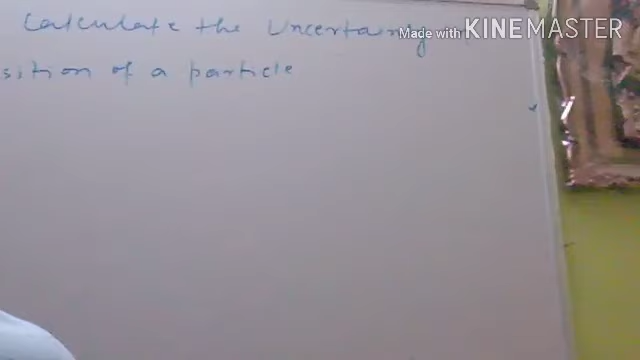 Calculate the Uncertainty
Made with KINEMASTER
sition of a particle